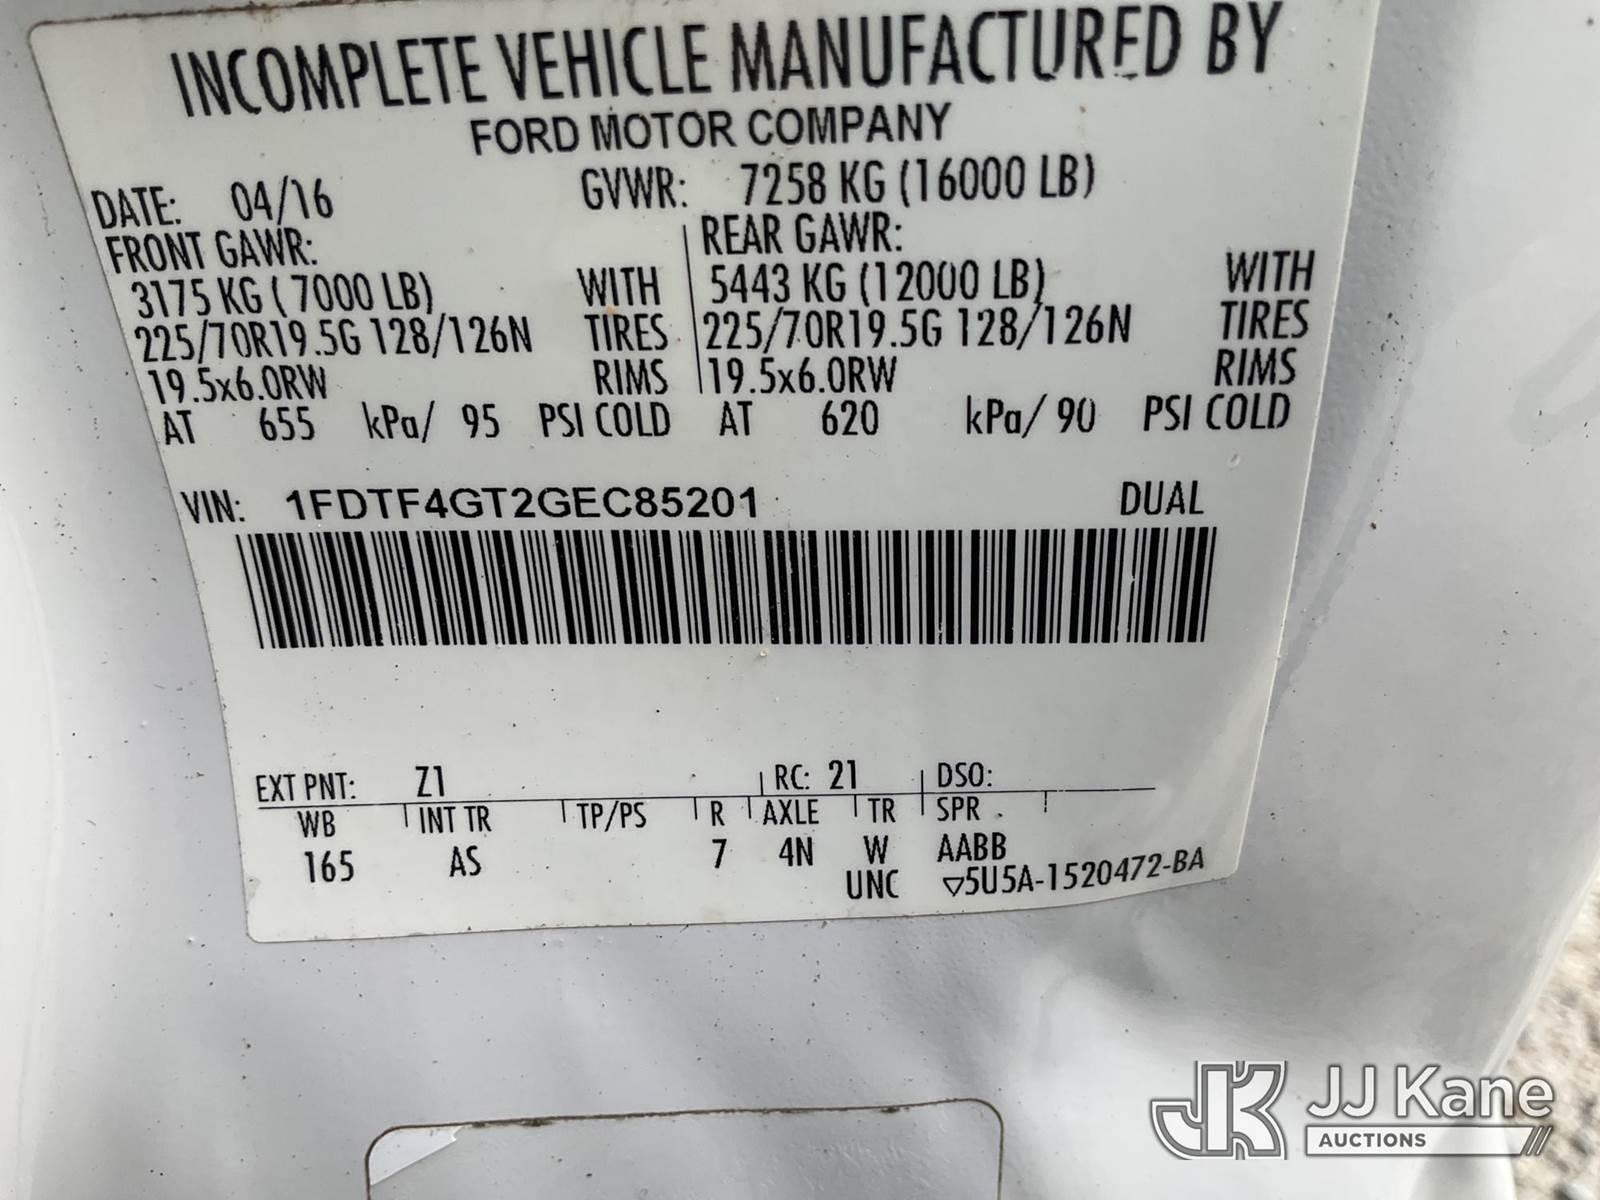 INCOMPLETE VEHICLE MANUFACTURED BY
FORD MOTOR COMPANY
DATE: 04/16 GVWR: 7258 KG (16000 LB)
FRONT GAWR: REAR GAWR:
3175 KG (7000 LB) WITH 5443 KG (12000 LB) WITH
225/70R19.5G 128/126N TIRES 225/70R19.5G 128/126N TIRES
19.5x6.0RW RIMS 19.5x6.0RW RIMS
AT 655 kPa/ 95 PSI COLD AT 620 kPa/ 90 PSI COLD
VIN: 1FDTF4GT2GEC85201 DUAL
EXT PNT: Z1 RC: 21 DSO:
WB INT TR TP/PS R AXLE TR SPR
165 AS 7 4N W AABB
UNC ▽5U5A-1520472-BA
JK JJ Kane
AUCTIONS